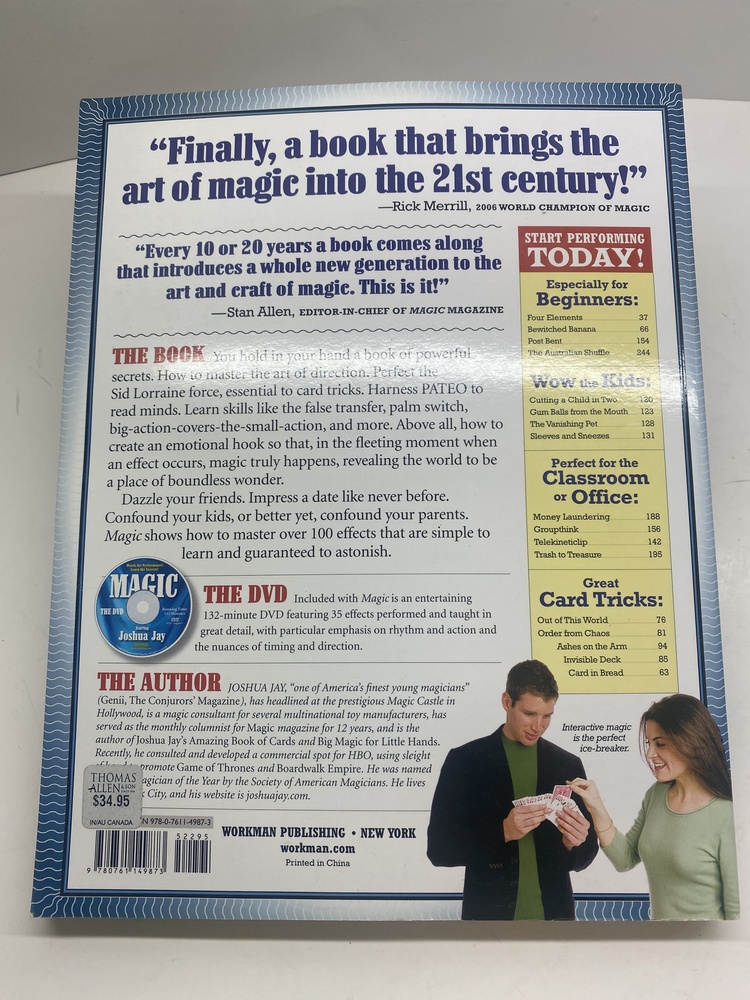 “Finally, a book that brings the
art of magic into the 21st century!”
—Rick Merrill, 2006 WORLD CHAMPION OF MAGIC
“Every 10 or 20 years a book comes along
that introduces a whole new generation to the
art and craft of magic. This is it!”
—Stan Allen, EDITOR-IN-CHIEF OF MAGIC MAGAZINE
THE BOOK You hold in your hand a book of powerful
secrets. How to master the art of direction. Perfect the
Sid Lorraine force, essential to card tricks. Harness PATEO to
read minds. Learn skills like the false transfer, palm switch,
big-action-covers-the-small-action, and more. Above all, how to
create an emotional hook so that, in the fleeting moment when
an effect occurs, magic truly happens, revealing the world to be
a place of boundless wonder.
Dazzle your friends. Impress a date like never before.
Confound your kids, or better yet, confound your parents.
Magic shows how to master over 100 effects that are simple to
learn and guaranteed to astonish.
MAGIC
THE DVD
Starring
Joshua Jay
THE DVD Included with Magic is an entertaining
132-minute DVD featuring 35 effects performed and taught in
great detail, with particular emphasis on rhythm and action and
the nuances of timing and direction.
THE AUTHOR JOSHUA JAY, “one of America’s finest young magicians”
(Genii, The Conjurors’ Magazine), has headlined at the prestigious Magic Castle in
Hollywood, is a magic consultant for several multinational toy manufacturers, has
served as the monthly columnist for Magic magazine for 12 years, and is the
author of Joshua Jay’s Amazing Book of Cards and Big Magic for Little Hands.
Recently, he consulted and developed a commercial spot for HBO, using sleight
promote Game of Thrones and Boardwalk Empire. He was named
agician of the Year by the Society of American Magicians. He lives
k City, and his website is joshuajay.com.
THOMAS
ALLEN & SON
$34.95
IN/AU CANADA
N 978-0-7611-4987-3
52295
9 780761 149873
WORKMAN PUBLISHING • NEW YORK
workman.com
Printed in China
START PERFORMING
TODAY!
Especially for
Beginners:
Four Elements 37
Bewitched Banana 66
Post Bent 154
The Australian Shuffle 244
Wow the Kids:
Cutting a Child in Two 120
Gum Balls from the Mouth 123
The Vanishing Pet 128
Sleeves and Sneezes 131
Perfect for the
Classroom
or Office:
Money Laundering 188
Groupthink 156
Telekineticlip 142
Trash to Treasure 195
Great
Card Tricks:
Out of This World 76
Order from Chaos 81
Ashes on the Arm 94
Invisible Deck 85
Card in Bread 63
Interactive magic
is the perfect
ice-breaker.